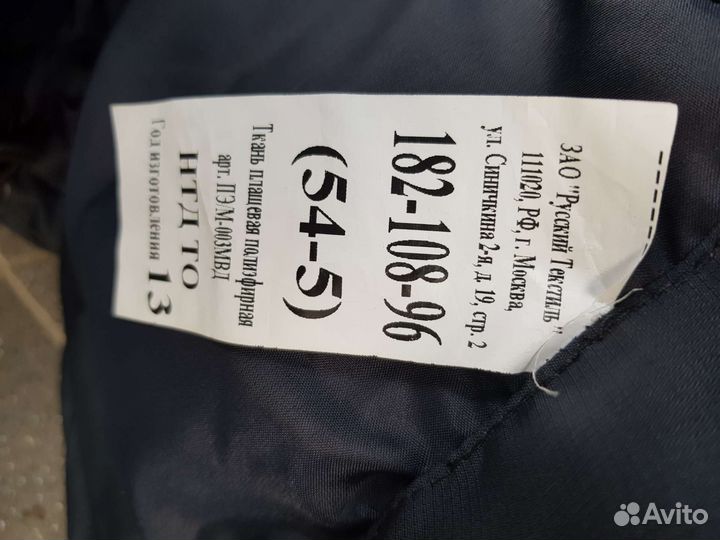 ЗАО "Русский Текстиль"
111020, РФ, г. Москва,
ул. Синичкина 2-я, д. 19, стр. 2
182-108-96
(54-5)
Ткань плащевая полиэфирная
арт. ПЭМ-003МВД
НТД ТО
Год изготовления 13
Avito